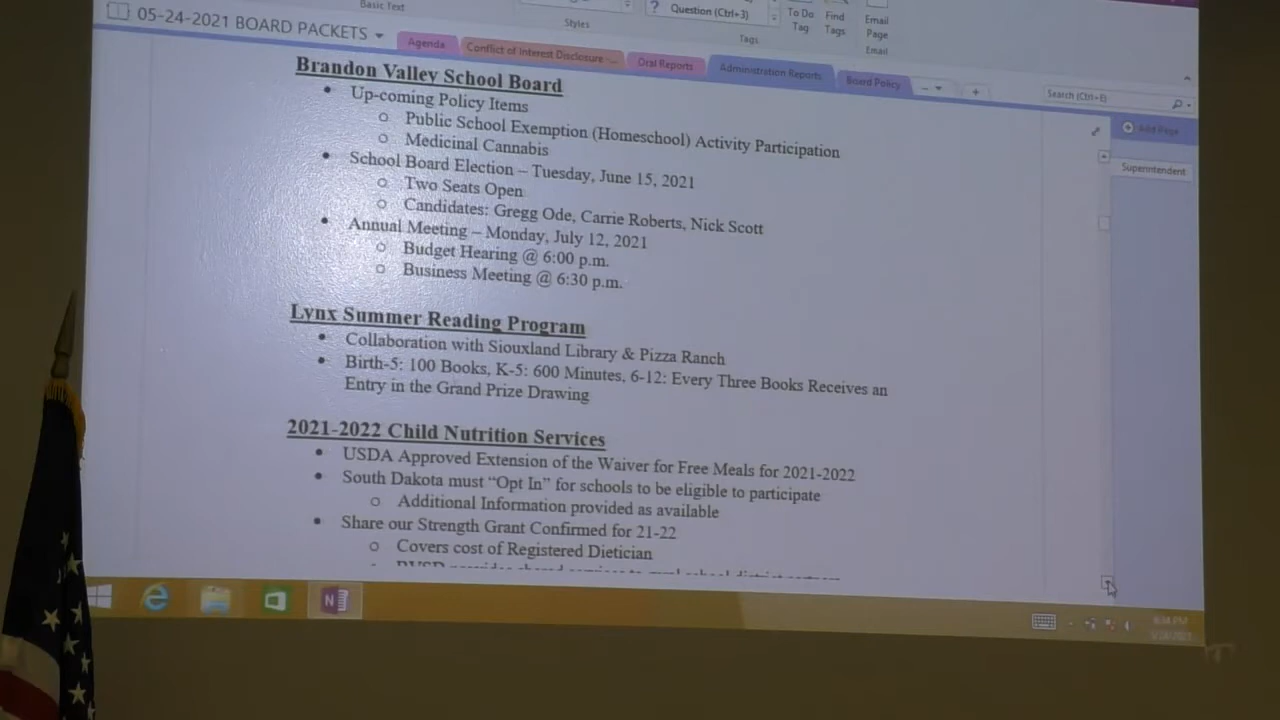 Basic Text
Styles
Question (Ctrl+3)
Tags
To Do
Tag
Find
Tags
Email
Page
Email
05-24-2021 BOARD PACKETS
Agenda
Conflict of Interest Disclosure -...
Oral Reports
Administration Reports
Board Policy
Search (Ctrl+E)
Add Page
Superintendent
Brandon Valley School Board
• Up-coming Policy Items
o Public School Exemption (Homeschool) Activity Participation
o Medicinal Cannabis
• School Board Election – Tuesday, June 15, 2021
o Two Seats Open
o Candidates: Gregg Ode, Carrie Roberts, Nick Scott
• Annual Meeting – Monday, July 12, 2021
o Budget Hearing @ 6:00 p.m.
o Business Meeting @ 6:30 p.m.
Lynx Summer Reading Program
• Collaboration with Siouxland Library & Pizza Ranch
• Birth-5: 100 Books, K-5: 600 Minutes, 6-12: Every Three Books Receives an
Entry in the Grand Prize Drawing
2021-2022 Child Nutrition Services
• USDA Approved Extension of the Waiver for Free Meals for 2021-2022
• South Dakota must “Opt In” for schools to be eligible to participate
o Additional Information provided as available
• Share our Strength Grant Confirmed for 21-22
o Covers cost of Registered Dietician